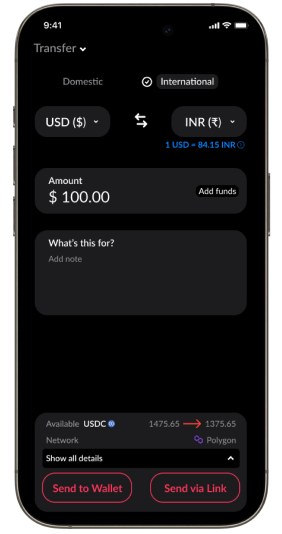 9:41
Transfer
Domestic International
USD ($) INR (₹)
1 USD = 84.15 INR
Amount
$ 100.00 Add funds
What's this for?
Add note
Available USDC 1475.65 → 1375.65
Network Polygon
Show all details
Send to Wallet Send via Link